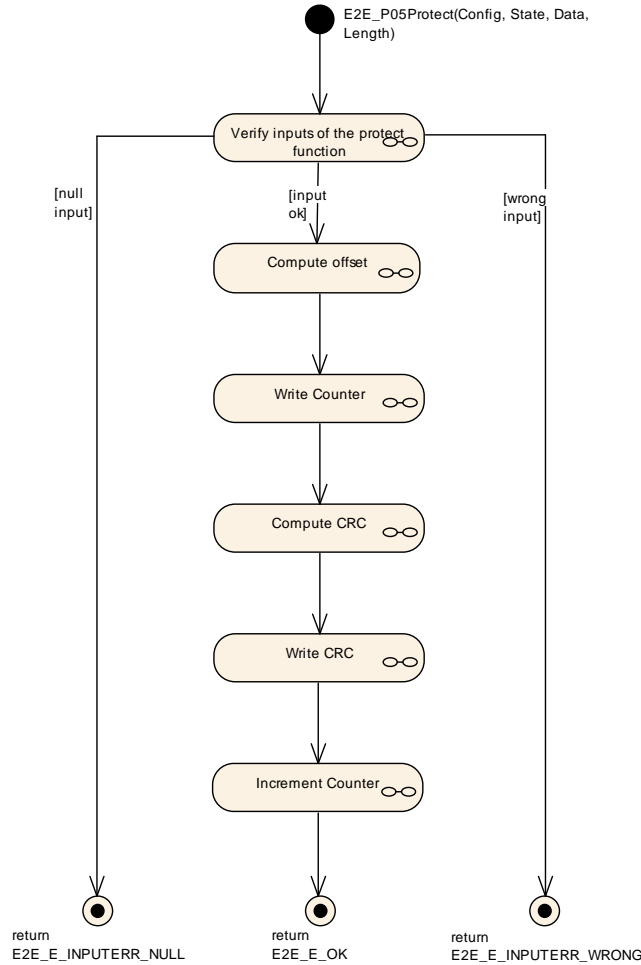 E2E_P05Protect(Config, State, Data,
Length)
Verify inputs of the protect
function
[null
input]
[input
ok]
[wrong
input]
Compute offset
Write Counter
Compute CRC
Write CRC
Increment Counter
return
E2E_E_INPUTERR_NULL
return
E2E_E_OK
return
E2E_E_INPUTERR_WRONG